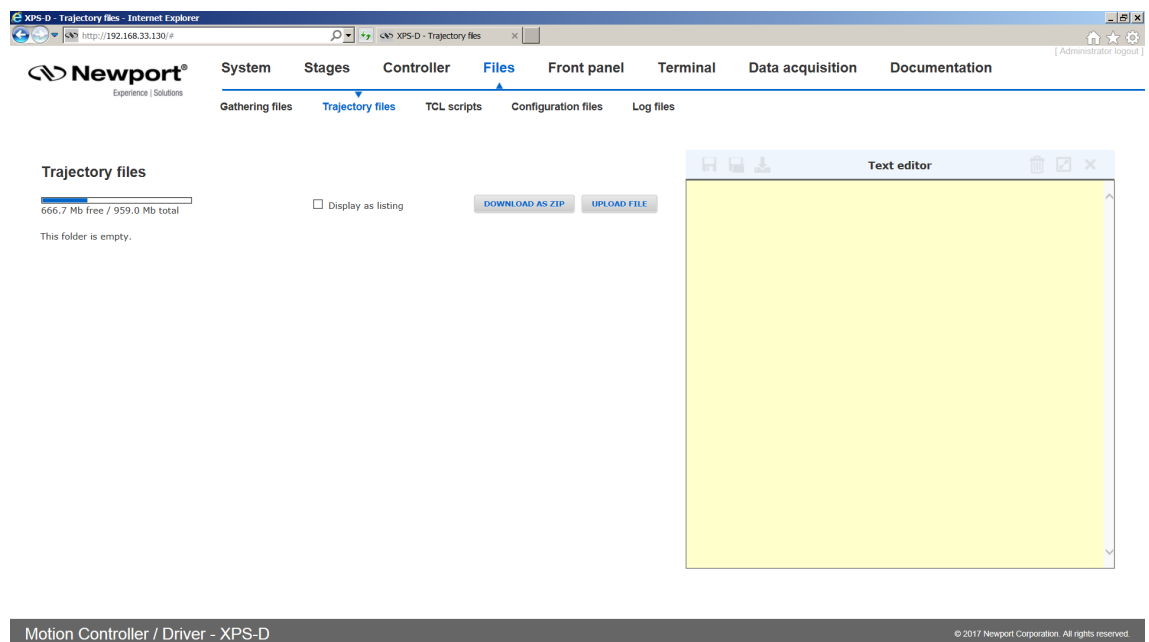 XPS-D - Trajectory files - Internet Explorer
http://192.168.33.130/#
XPS-D - Trajectory files
[ Administrator logout ]
Newport®
Experience | Solutions
System Stages Controller Files Front panel Terminal Data acquisition Documentation
Gathering files Trajectory files TCL scripts Configuration files Log files
Trajectory files
Text editor
666.7 Mb free / 959.0 Mb total
Display as listing
DOWNLOAD AS ZIP
UPLOAD FILE
This folder is empty.
Motion Controller / Driver - XPS-D
© 2017 Newport Corporation. All rights reserved.